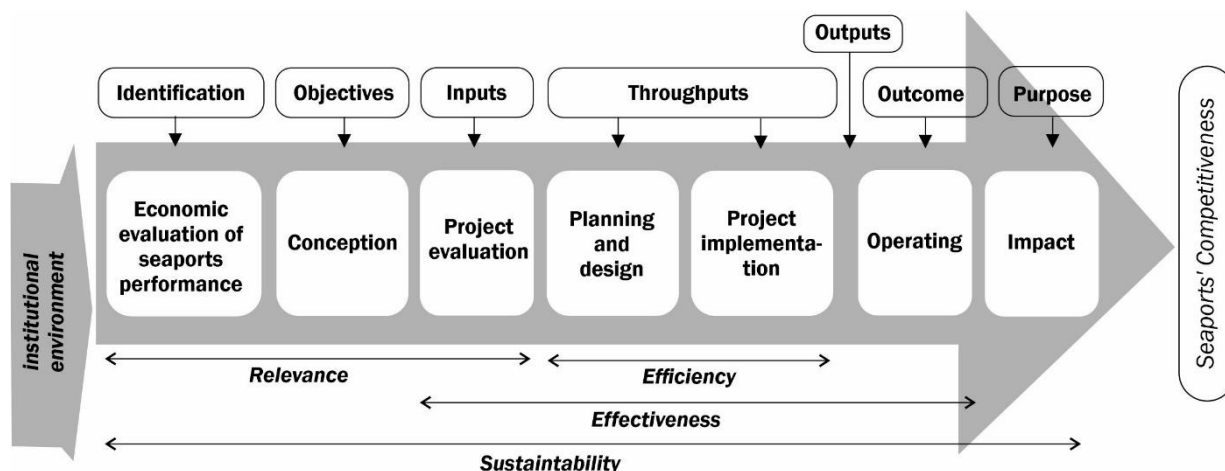 Outputs
Identification
Objectives
Inputs
Throughputs
Outcome
Purpose
institutional
environment
Economic
evaluation of
seaports
performance
Conception
Project
evaluation
Planning
and
design
Project
implementa-
tion
Operating
Impact
Seaports' Competitiveness
Relevance
Efficiency
Effectiveness
Sustaintability